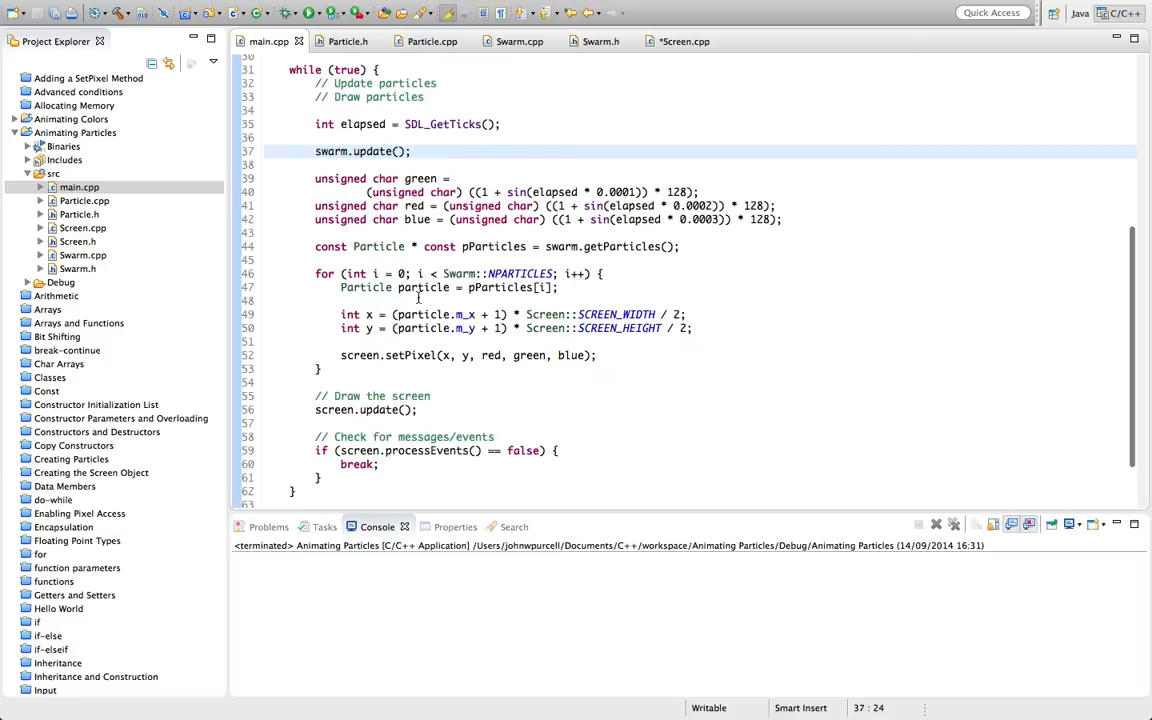 Quick Access
Java
C/C++
Project Explorer
Adding a SetPixel Method
Advanced conditions
Allocating Memory
Animating Colors
Animating Particles
Binaries
Includes
src
main.cpp
Particle.cpp
Particle.h
Screen.cpp
Screen.h
Swarm.cpp
Swarm.h
Debug
Arithmetic
Arrays
Arrays and Functions
Bit Shifting
break-continue
Char Arrays
Classes
Const
Constructor Initialization List
Constructor Parameters and Overloading
Constructors and Destructors
Copy Constructors
Creating Particles
Creating the Screen Object
Data Members
do-while
Enabling Pixel Access
Encapsulation
Floating Point Types
for
function parameters
functions
Getters and Setters
Hello World
if
if-else
if-elseif
Inheritance
Inheritance and Construction
Input
main.cpp Particle.h Particle.cpp Swarm.cpp Swarm.h *Screen.cpp
30
31 while (true) {
32 // Update particles
33 // Draw particles
34
35 int elapsed = SDL_GetTicks();
36
37 swarm.update();
38
39 unsigned char green =
40 (unsigned char) ((1 + sin(elapsed * 0.0001)) * 128);
41 unsigned char red = (unsigned char) ((1 + sin(elapsed * 0.0002)) * 128);
42 unsigned char blue = (unsigned char) ((1 + sin(elapsed * 0.0003)) * 128);
43
44 const Particle * const pParticles = swarm.getParticles();
45
46 for (int i = 0; i < Swarm::NPARTICLES; i++) {
47 Particle particle = pParticles[i];
48
49 int x = (particle.m_x + 1) * Screen::SCREEN_WIDTH / 2;
50 int y = (particle.m_y + 1) * Screen::SCREEN_HEIGHT / 2;
51
52 screen.setPixel(x, y, red, green, blue);
53 }
54
55 // Draw the screen
56 screen.update();
57
58 // Check for messages/events
59 if (screen.processEvents() == false) {
60 break;
61 }
62 }
63
Problems Tasks Console Properties Search
<terminated> Animating Particles [C/C++ Application] /Users/johnwpurcell/Documents/C++/workspace/Animating Particles/Debug/Animating Particles (14/09/2014 16:31)
Writable Smart Insert 37 : 24